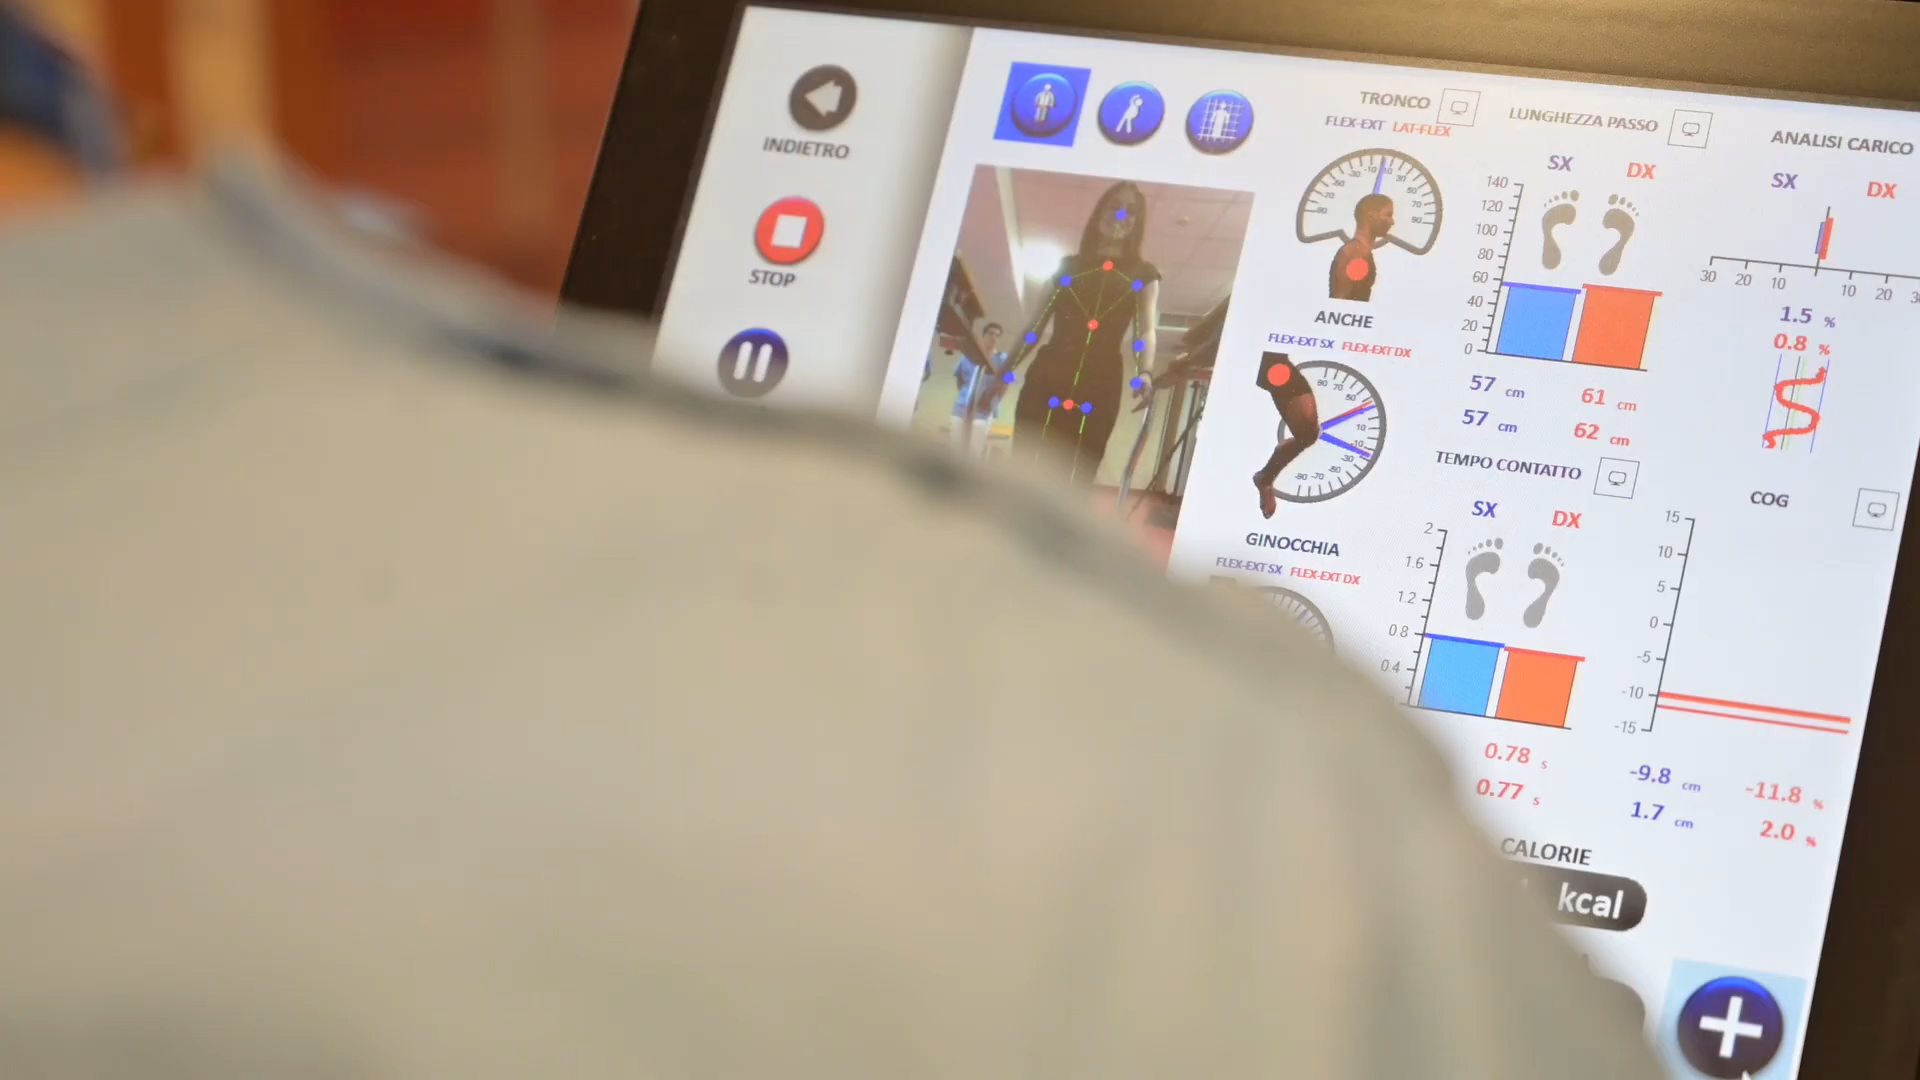 INDIETRO
STOP
TRONCO
FLEX-EXT LAT-FLEX
ANCHE
FLEX-EXT SX FLEX-EXT DX
GINOCCHIA
FLEX-EXT SX FLEX-EXT DX
LUNGHEZZA PASSO
SX DX
140
120
100
80
60
40
20
0
57 cm 61 cm
57 cm 62 cm
TEMPO CONTATTO
SX DX
2
1.6
1.2
0.8
0.4
0.78 s
0.77 s
CALORIE
kcal
ANALISI CARICO
SX DX
30 20 10 10 20
1.5 %
0.8 %
COG
15
10
5
0
-5
-10
-15
-9.8 cm -11.8 %
1.7 cm 2.0 %